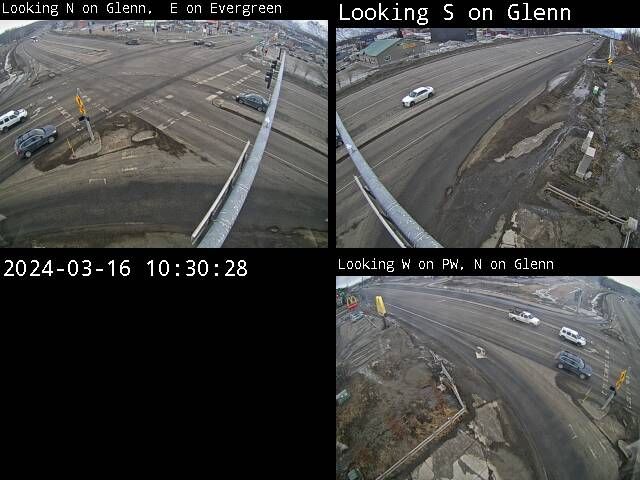 Looking N on Glenn,  E on Evergreen
Looking S on Glenn
2024-03-16 10:30:28
Looking W on PW, N on Glenn